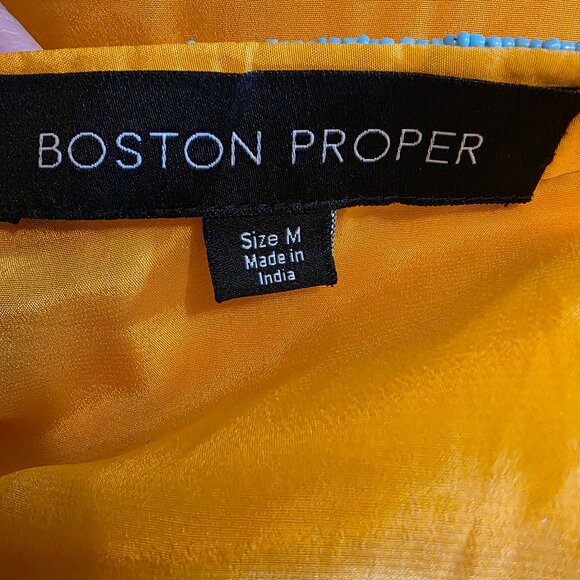 BOSTON PROPER
Size M
Made in
India